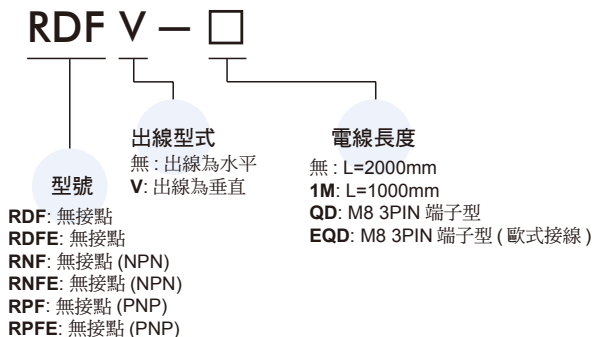 RDF V — □
出線型式
無 : 出線為水平
V: 出線為垂直
電線長度
無 : L=2000mm
1M: L=1000mm
QD: M8 3PIN 端子型
EQD: M8 3PIN 端子型 ( 歐式接線 )
型號
RDF: 無接點
RDFE: 無接點
RNF: 無接點 (NPN)
RNFE: 無接點 (NPN)
RPF: 無接點 (PNP)
RPFE: 無接點 (PNP)